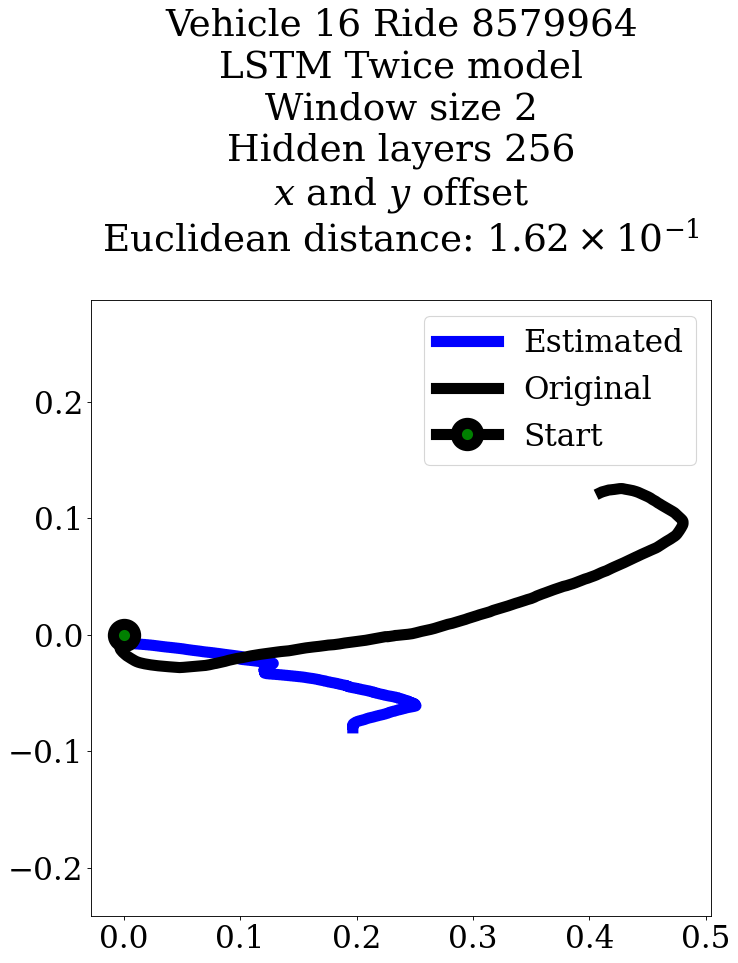 Vehicle 16 Ride 8579964
LSTM Twice model
Window size 2
Hidden layers 256
x and y offset
Euclidean distance: 1.62 × 10⁻¹
Estimated
Original
Start
0.2
0.1
0.0
−0.1
−0.2
0.0 0.1 0.2 0.3 0.4 0.5